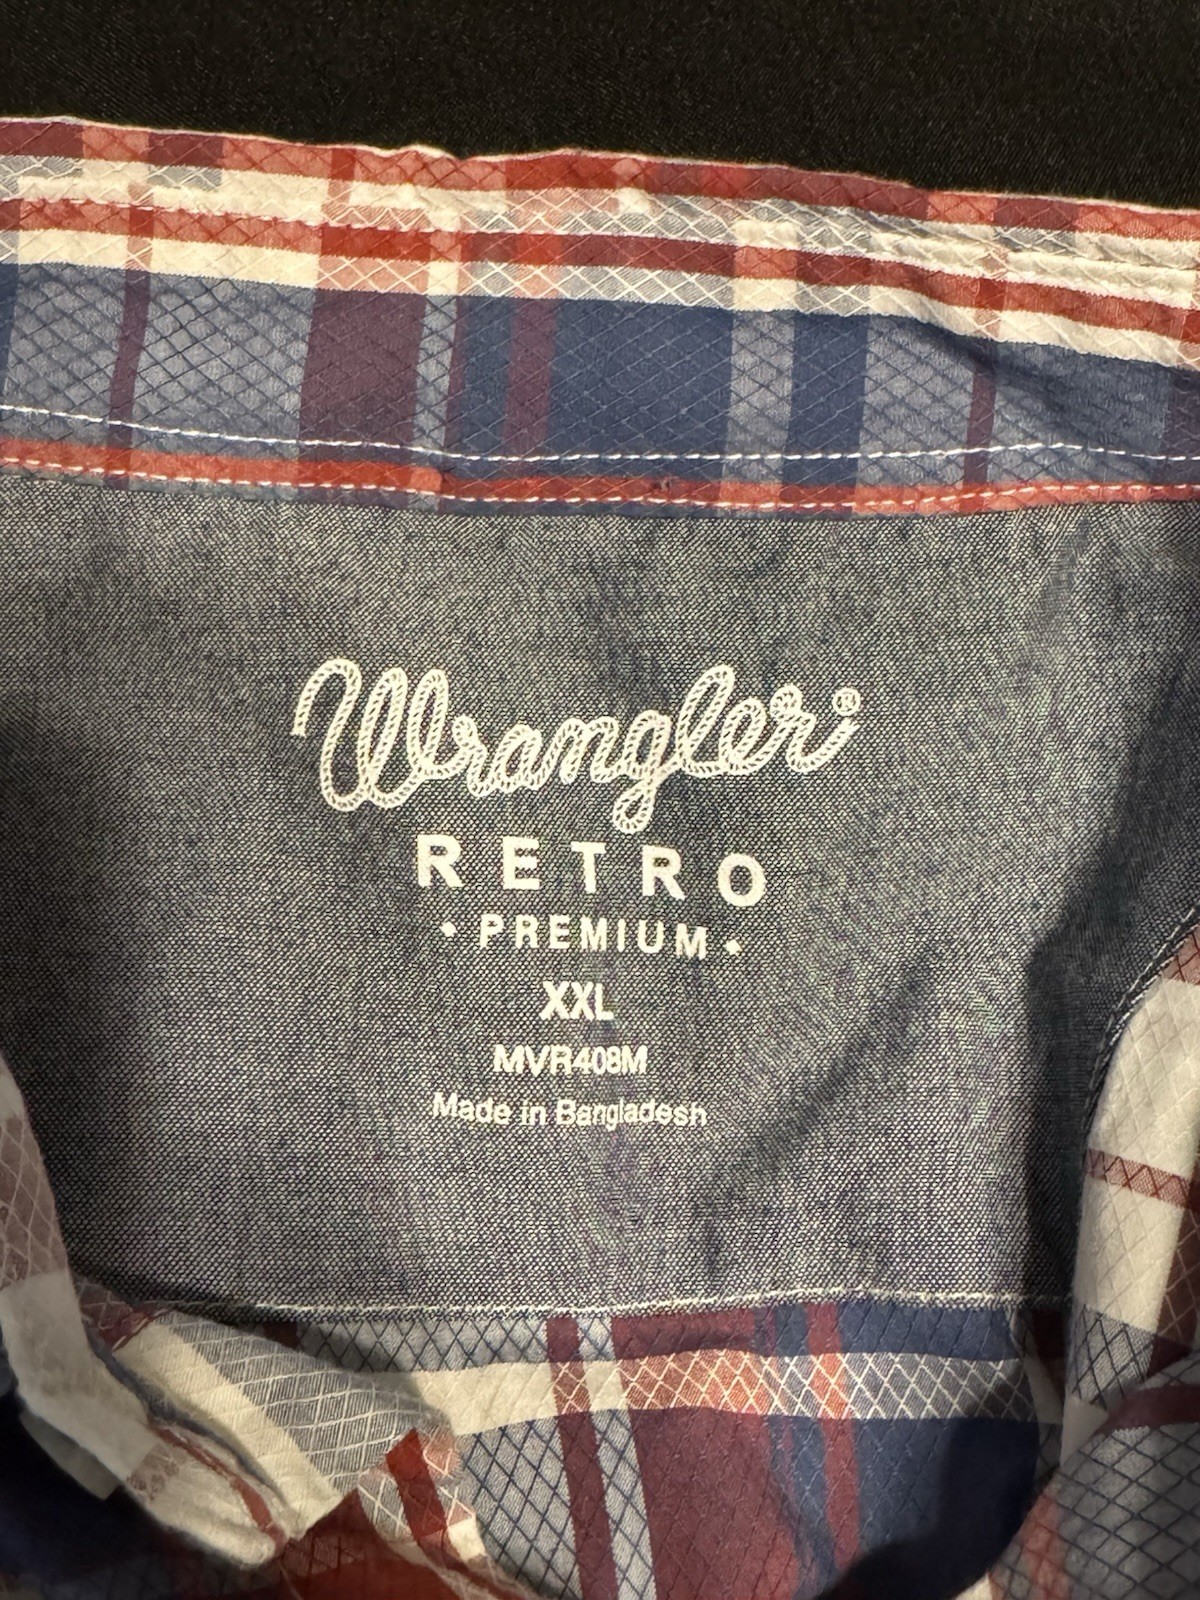 Wrangler®
RETRO
• PREMIUM •
XXL
MVR408M
Made in Bangladesh